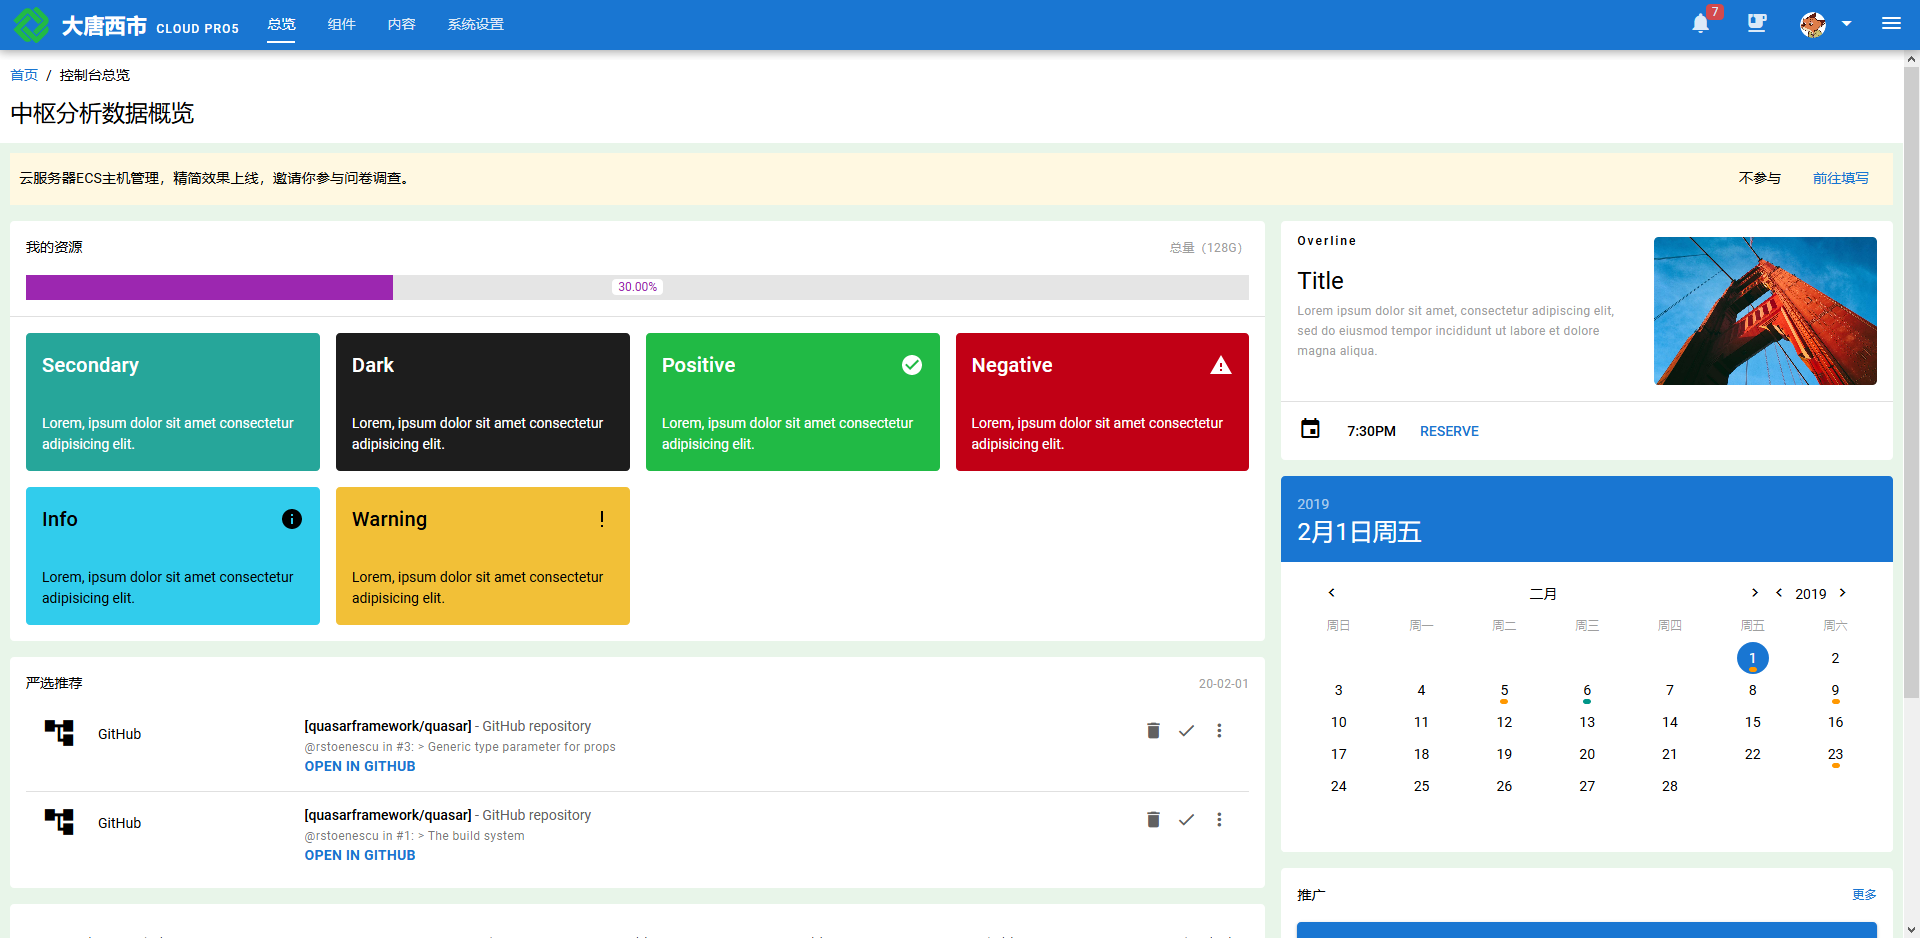 大唐西市 CLOUD PRO5 总览 组件 内容 系统设置 7
首页 / 控制台总览
中枢分析数据概览
云服务器ECS主机管理，精简效果上线，邀请你参与问卷调查。 不参与 前往填写
我的资源 总量（128G）
30.00%
Secondary
Lorem, ipsum dolor sit amet consectetur
adipisicing elit.
Dark
Lorem, ipsum dolor sit amet consectetur
adipisicing elit.
Positive
Lorem, ipsum dolor sit amet consectetur
adipisicing elit.
Negative
Lorem, ipsum dolor sit amet consectetur
adipisicing elit.
Info
Lorem, ipsum dolor sit amet consectetur
adipisicing elit.
Warning
Lorem, ipsum dolor sit amet consectetur
adipisicing elit.
严选推荐 20-02-01
GitHub
[quasarframework/quasar] - GitHub repository
@rstoenescu in #3: > Generic type parameter for props
OPEN IN GITHUB
GitHub
[quasarframework/quasar] - GitHub repository
@rstoenescu in #1: > The build system
OPEN IN GITHUB
Overline
Title
Lorem ipsum dolor sit amet, consectetur adipiscing elit,
sed do eiusmod tempor incididunt ut labore et dolore
magna aliqua.
7:30PM RESERVE
2019
2月1日周五
二月 2019
周日 周一 周二 周三 周四 周五 周六
1 2
3 4 5 6 7 8 9
10 11 12 13 14 15 16
17 18 19 20 21 22 23
24 25 26 27 28
推广 更多